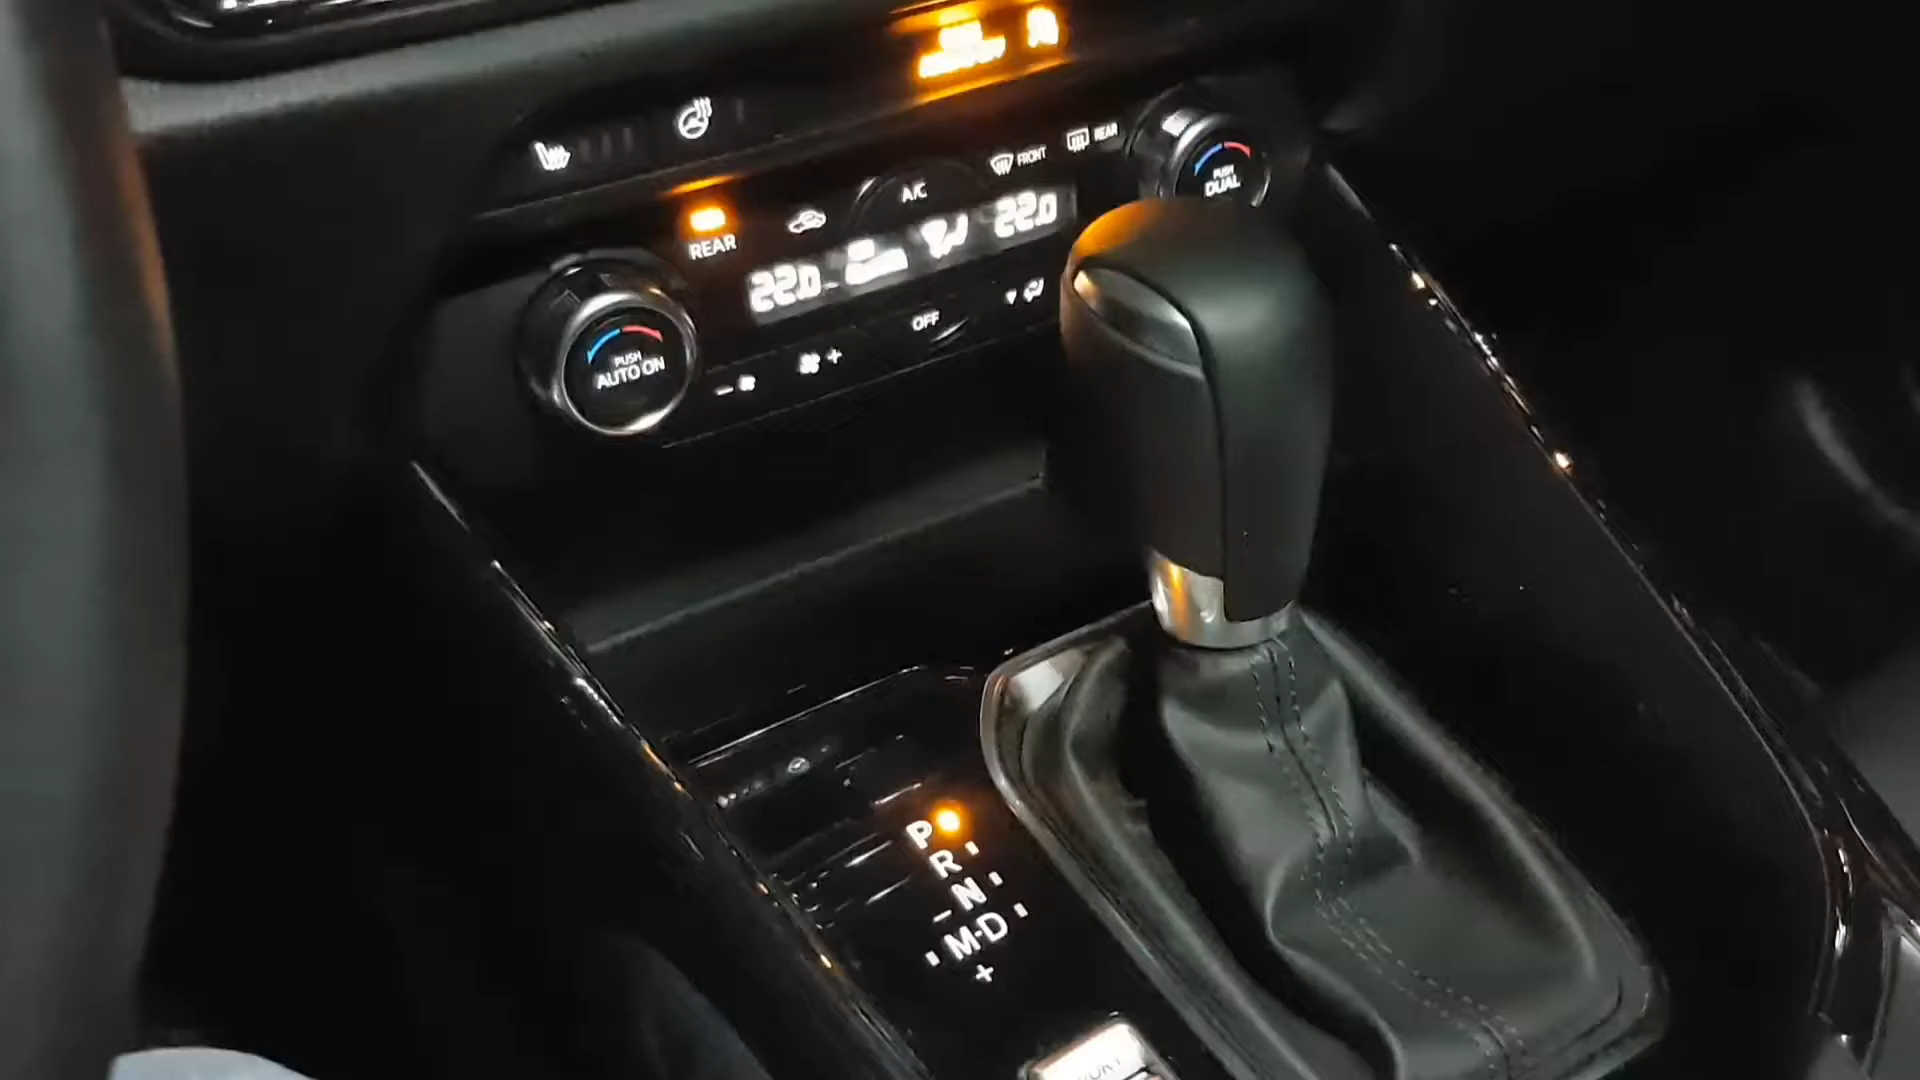 A/C
FRONT
REAR
PUSH
DUAL
REAR
22.0
22.0
PUSH
AUTO ON
OFF
- +
P
R
- N
M-D
+